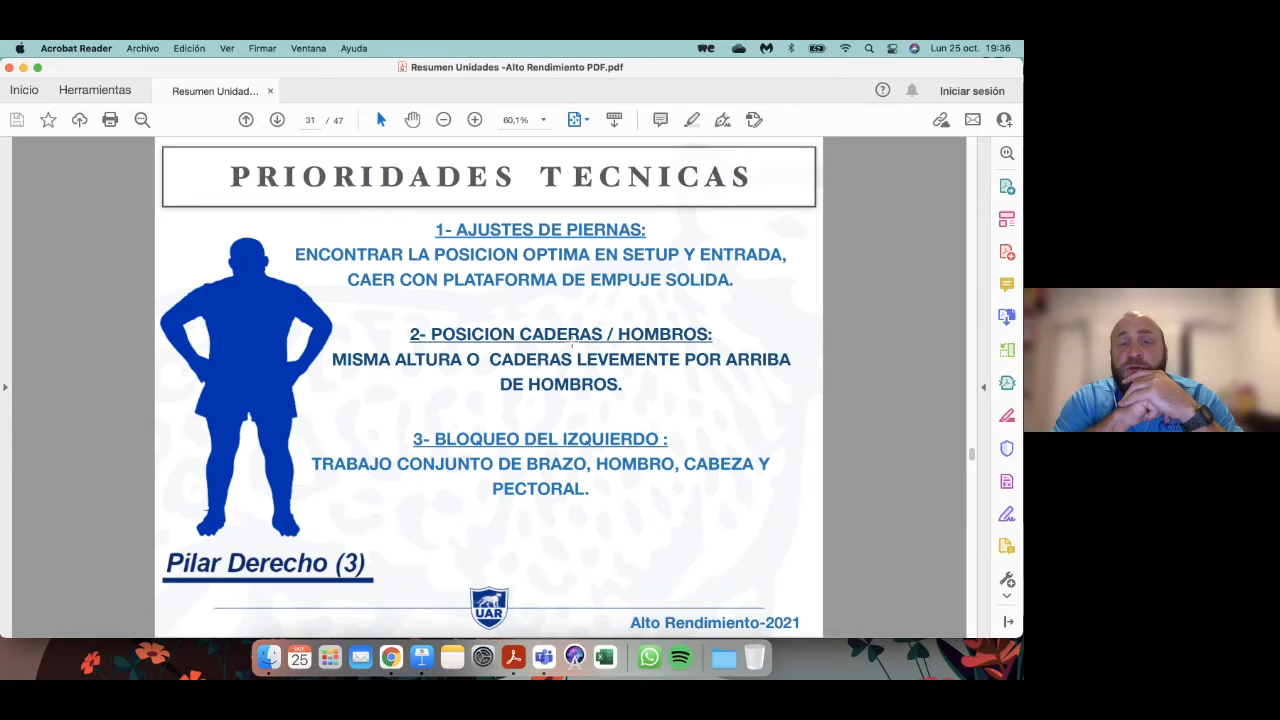 Acrobat Reader Archivo Edición Ver Firmar Ventana Ayuda Lun 25 oct. 19:36
Resumen Unidades -Alto Rendimiento PDF.pdf
Inicio Herramientas Resumen Unidad... × Iniciar sesión
31 / 47 60,1%
PRIORIDADES TECNICAS
1- AJUSTES DE PIERNAS:
ENCONTRAR LA POSICION OPTIMA EN SETUP Y ENTRADA,
CAER CON PLATAFORMA DE EMPUJE SOLIDA.
2- POSICION CADERAS / HOMBROS:
MISMA ALTURA O CADERAS LEVEMENTE POR ARRIBA
DE HOMBROS.
3- BLOQUEO DEL IZQUIERDO :
TRABAJO CONJUNTO DE BRAZO, HOMBRO, CABEZA Y
PECTORAL.
Pilar Derecho (3)
UAR
Alto Rendimiento-2021
OCT
25